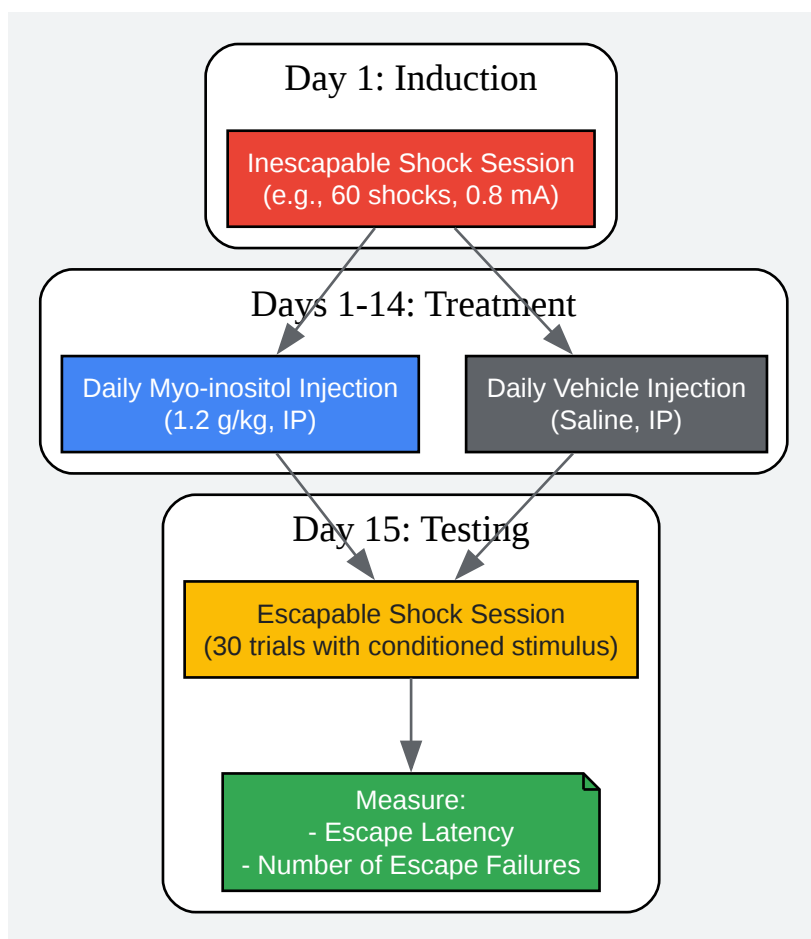 Day 1: Induction
Inescapable Shock Session
(e.g., 60 shocks, 0.8 mA)
Days 1-14: Treatment
Daily Myo-inositol Injection
(1.2 g/kg, IP)
Daily Vehicle Injection
(Saline, IP)
Day 15: Testing
Escapable Shock Session
(30 trials with conditioned stimulus)
Measure:
- Escape Latency
- Number of Escape Failures